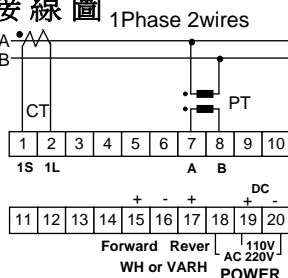 接線圖 1Phase 2wires
A
B
CT
PT
1 2 3 4 5 6 7 8 9 10
1S 1L A B
+ - + DC + -
11 12 13 14 15 16 17 18 19 20
Forward Rever 110V
AC 220V
WH or VARH POWER